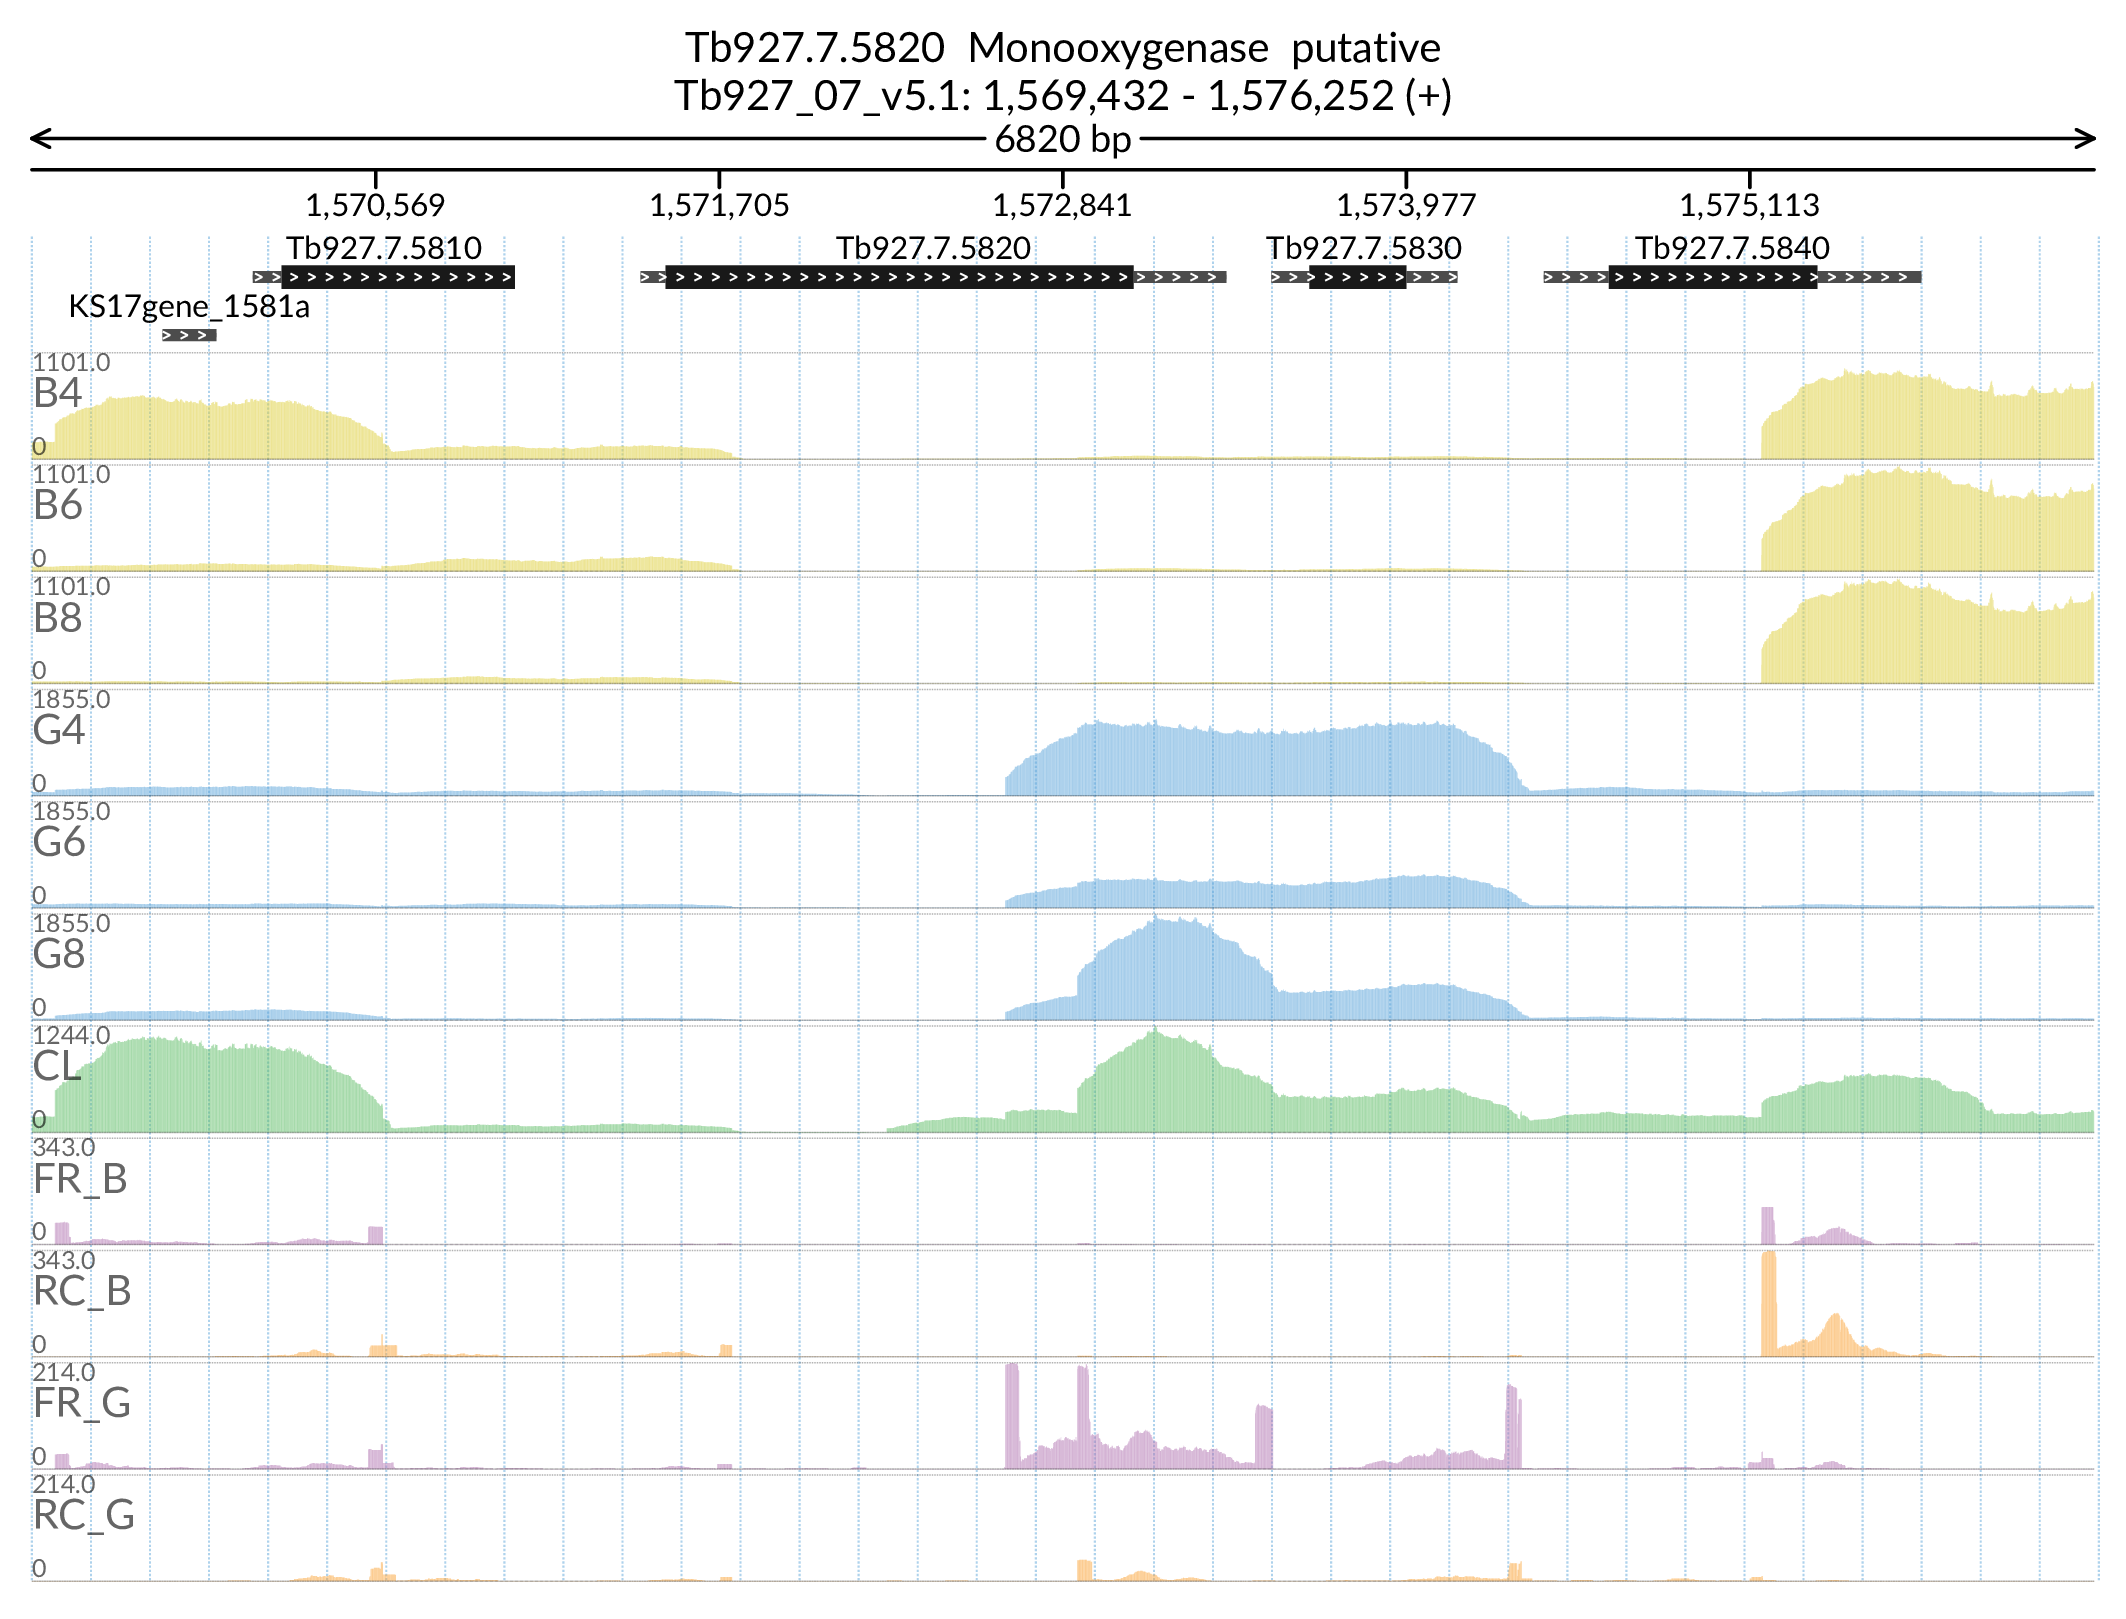 Tb927.7.5820 Monooxygenase putative
Tb927_07_v5.1: 1,569,432 - 1,576,252 (+)
6820 bp
1,570,569 1,571,705 1,572,841 1,573,977 1,575,113
Tb927.7.5810 Tb927.7.5820 Tb927.7.5830 Tb927.7.5840
KS17gene_1581a
1101.0
B4
0
1101.0
B6
0
1101.0
B8
0
1855.0
G4
0
1855.0
G6
0
1855.0
G8
0
1244.0
CL
0
343.0
FR_B
0
343.0
RC_B
0
214.0
FR_G
0
214.0
RC_G
0